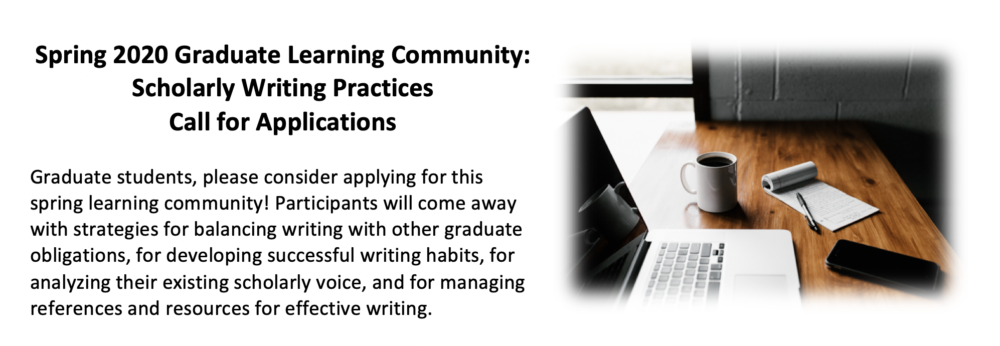 Spring 2020 Graduate Learning Community:
Scholarly Writing Practices
Call for Applications
Graduate students, please consider applying for this
spring learning community! Participants will come away
with strategies for balancing writing with other graduate
obligations, for developing successful writing habits, for
analyzing their existing scholarly voice, and for managing
references and resources for effective writing.